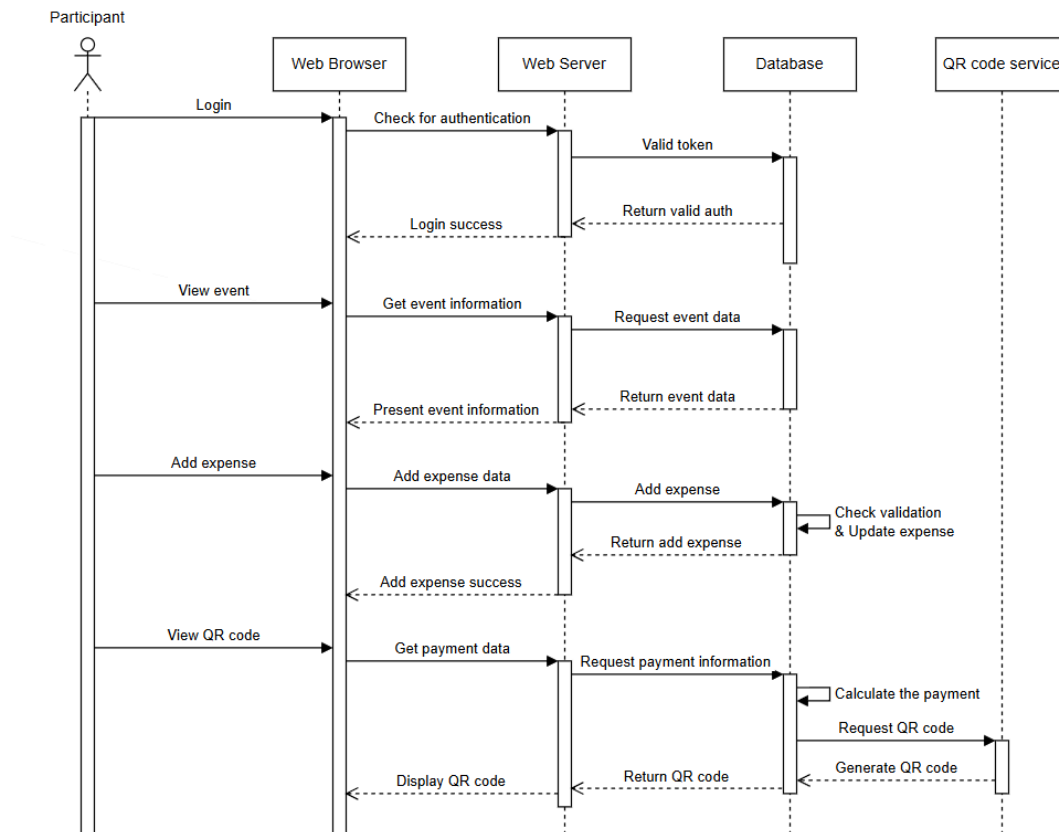 Participant
Web Browser
Web Server
Database
QR code service
Login
Check for authentication
Valid token
Return valid auth
Login success
View event
Get event information
Request event data
Return event data
Present event information
Add expense
Add expense data
Add expense
Check validation
& Update expense
Return add expense
Add expense success
View QR code
Get payment data
Request payment information
Calculate the payment
Request QR code
Generate QR code
Return QR code
Display QR code